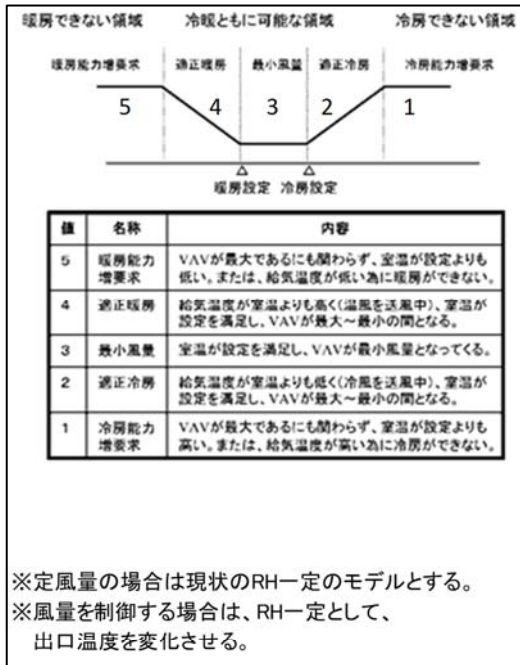 暖房できない領域 冷暖ともに可能な領域 冷房できない領域
暖房能力増要求 適正暖房 最小風量 適正冷房 冷房能力増要求
5 4 3 2 1
暖房設定 冷房設定
値 名称 内容
5 暖房能力増要求 VAVが最大であるにも関わらず、室温が設定よりも
低い。または、給気温度が低い為に暖房ができない。
4 適正暖房 給気温度が室温よりも高く(温風を送風中)、室温が
設定を満足し、VAVが最大～最小の間となる。
3 最小風量 室温が設定を満足し、VAVが最小風量となってくる。
2 適正冷房 給気温度が室温よりも低く(冷風を送風中)、室温が
設定を満足し、VAVが最大～最小の間となる。
1 冷房能力増要求 VAVが最大であるにも関わらず、室温が設定よりも
高い。または、給気温度が高い為に冷房ができない。
※定風量の場合は現状のRH一定のモデルとする。
※風量を制御する場合は、RH一定として、
出口温度を変化させる。